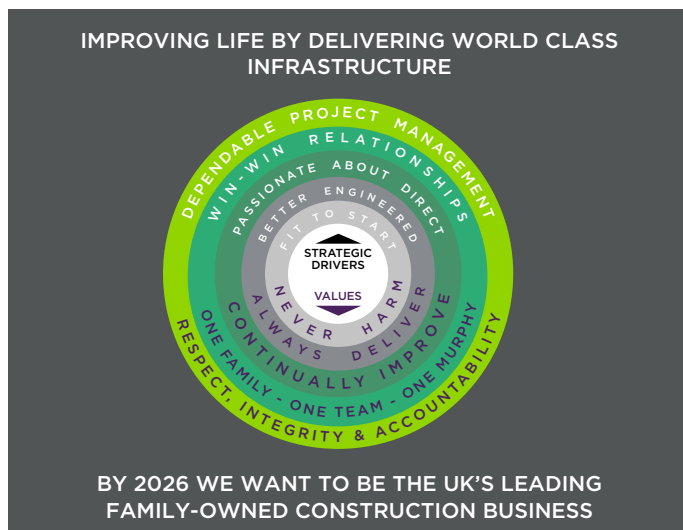 IMPROVING LIFE BY DELIVERING WORLD CLASS
INFRASTRUCTURE
DEPENDABLE PROJECT MANAGEMENT
WIN-WIN RELATIONSHIPS
PASSIONATE ABOUT DIRECT
BETTER ENGINEERED
FIT TO START
STRATEGIC
DRIVERS
VALUES
NEVER HARM
ALWAYS DELIVER
CONTINUALLY IMPROVE
ONE FAMILY - ONE TEAM - ONE MURPHY
RESPECT, INTEGRITY & ACCOUNTABILITY
BY 2026 WE WANT TO BE THE UK'S LEADING
FAMILY-OWNED CONSTRUCTION BUSINESS